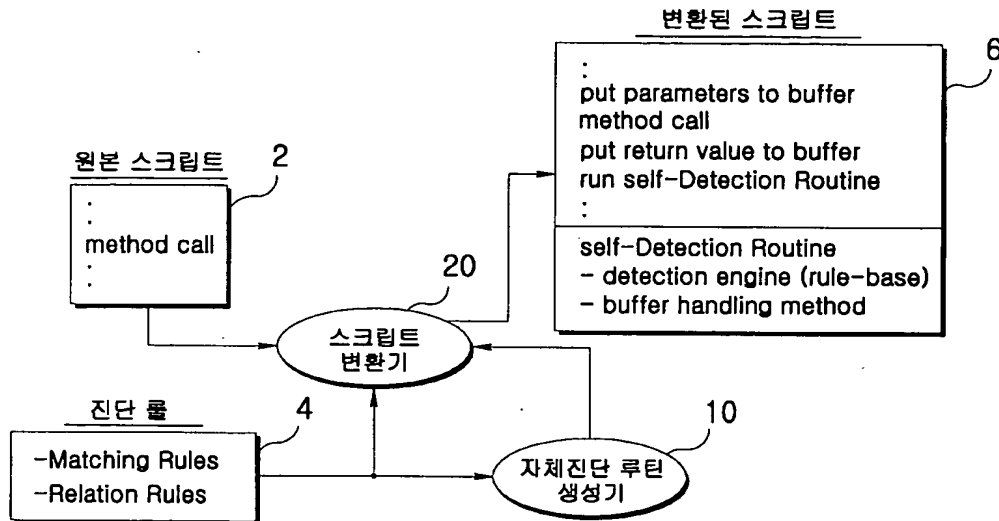 변환된 스크립트
6
:
put parameters to buffer
method call
put return value to buffer
run self-Detection Routine
:
self-Detection Routine
- detection engine (rule-base)
- buffer handling method
원본 스크립트
2
:
method call
:
20
스크립트
변환기
진단 룰
4
-Matching Rules
-Relation Rules
10
자체진단 루틴
생성기